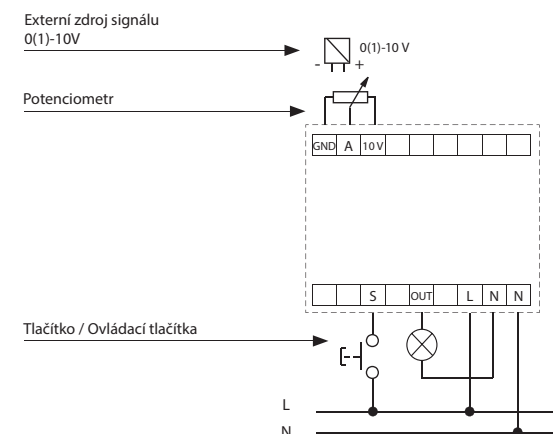 Externí zdroj signálu
0(1)-10V
0(1)-10 V
- +
Potenciometr
GND A 10 V
S OUT L N N
Tlačítko / Ovládací tlačítka
L
N